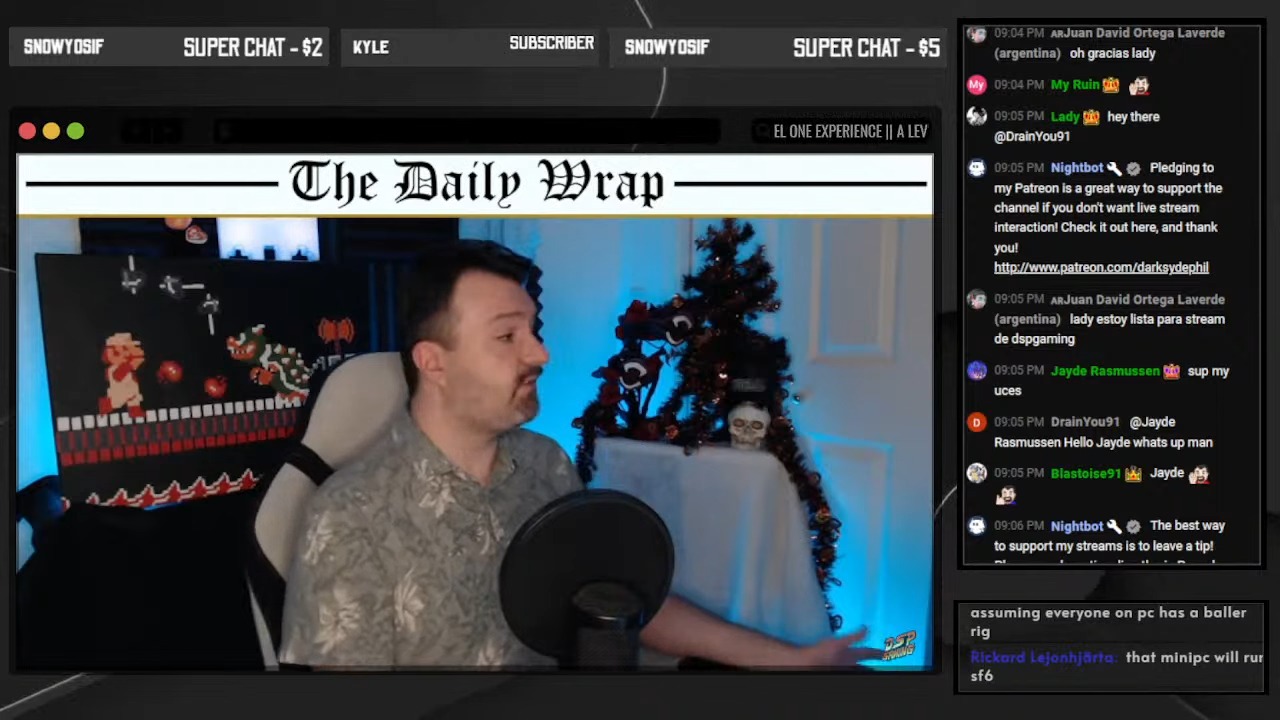 SNOWYOSIF
SUPER CHAT - $2
KYLE
SUBSCRIBER
SNOWYOSIF
SUPER CHAT - $5
EL ONE EXPERIENCE || A LEV
The Daily Wrap
DSP
GAMING
09:04 PM ARJuan David Ortega Laverde
(argentina) oh gracias lady
My
09:04 PM My Ruin
09:05 PM Lady hey there
@DrainYou91
09:05 PM Nightbot Pledging to
my Patreon is a great way to support the
channel if you don't want live stream
interaction! Check it out here, and thank
you!
http://www.patreon.com/darksydephil
09:05 PM ARJuan David Ortega Laverde
(argentina) lady estoy lista para stream
de dspgaming
09:05 PM Jayde Rasmussen sup my
uces
D
09:05 PM DrainYou91 @Jayde
Rasmussen Hello Jayde whats up man
09:05 PM Blastoise91 Jayde
09:06 PM Nightbot The best way
to support my streams is to leave a tip!
assuming everyone on pc has a baller
rig
Rickard Lejonhjärta: that minipc will run
sf6